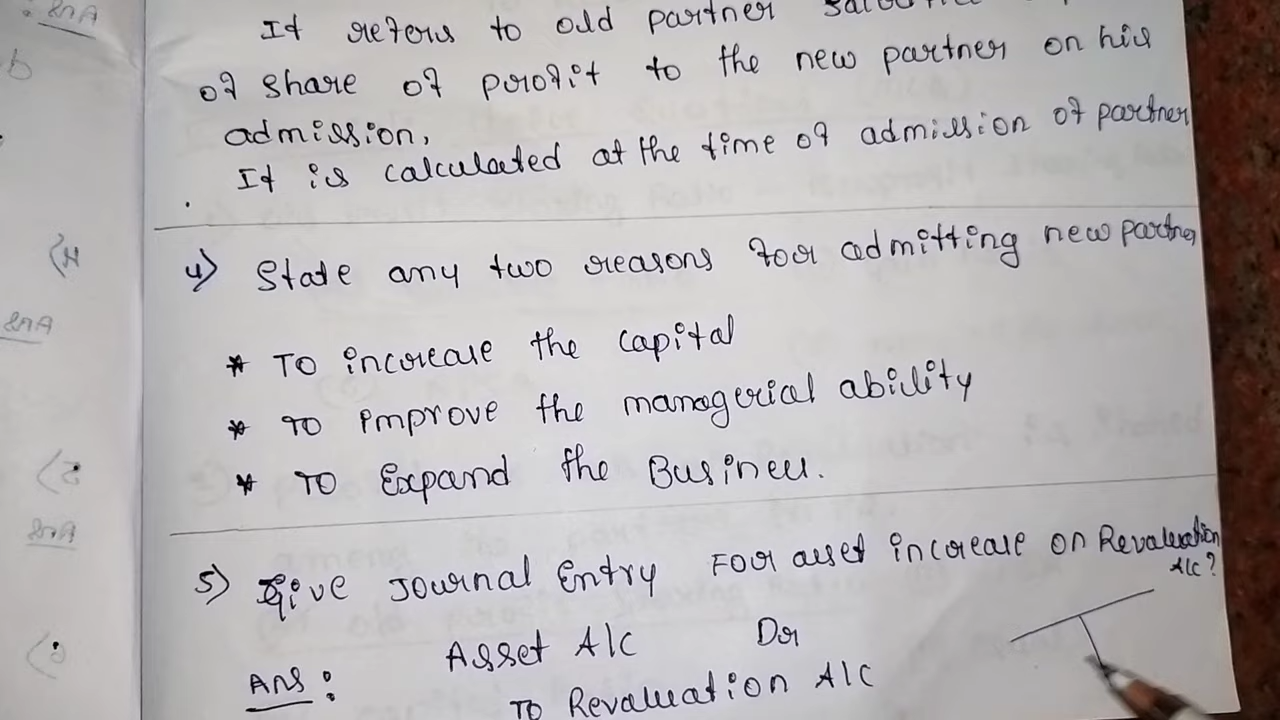 It refers to old partner
of share of profit to the new partner on his
admission,
. It is calculated at the time of admission of partner
4) State any two reasons for admitting new partner
* To increase the capital
* To improve the managerial ability
* To Expand the Business.
5) Give Journal Entry For asset increase on Revaluation
A/c?
Ans : Asset A/c Dr
To Revaluation A/c